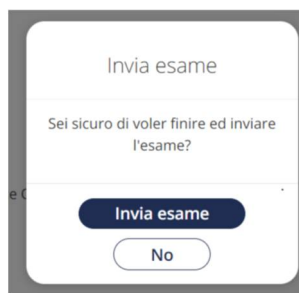 Invia esame
Sei sicuro di voler finire ed inviare
l'esame?
e
Invia esame
No